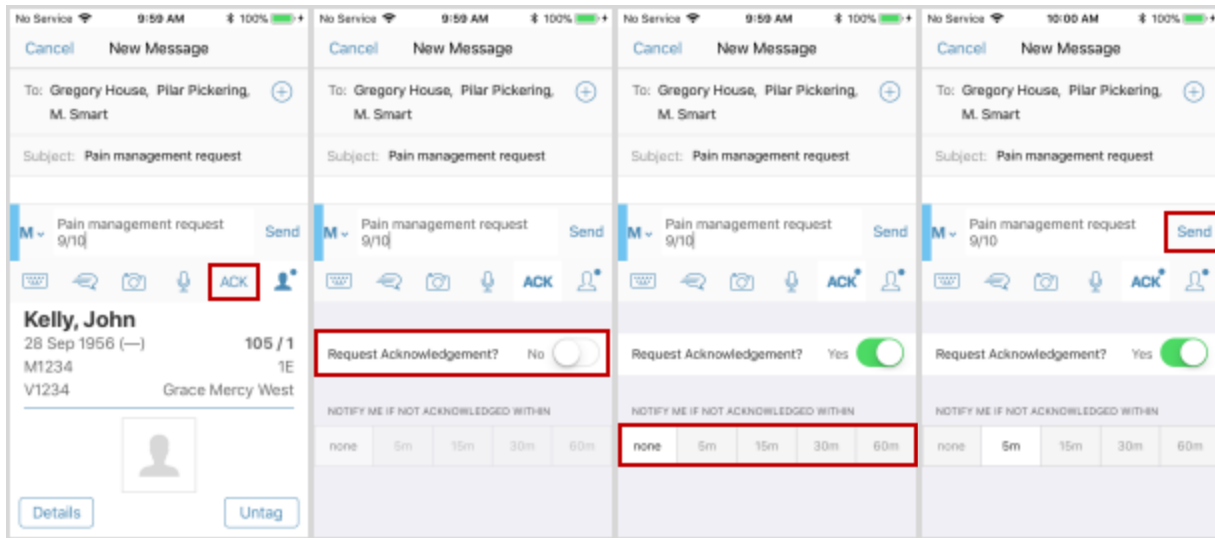 No Service 9:59 AM 100%
Cancel New Message
To: Gregory House, Pilar Pickering,
M. Smart
Subject: Pain management request
M Pain management request
9/10 Send
ACK
Kelly, John
28 Sep 1956 (—) 105 / 1
M1234 1E
V1234 Grace Mercy West
Details Untag
No Service 9:59 AM 100%
Cancel New Message
To: Gregory House, Pilar Pickering,
M. Smart
Subject: Pain management request
M Pain management request
9/10 Send
ACK
Request Acknowledgement? No
NOTIFY ME IF NOT ACKNOWLEDGED WITHIN
none 5m 15m 30m 60m
No Service 9:59 AM 100%
Cancel New Message
To: Gregory House, Pilar Pickering,
M. Smart
Subject: Pain management request
M Pain management request
9/10 Send
ACK
Request Acknowledgement? Yes
NOTIFY ME IF NOT ACKNOWLEDGED WITHIN
none 5m 15m 30m 60m
No Service 10:00 AM 100%
Cancel New Message
To: Gregory House, Pilar Pickering,
M. Smart
Subject: Pain management request
M Pain management request
9/10 Send
ACK
Request Acknowledgement? Yes
NOTIFY ME IF NOT ACKNOWLEDGED WITHIN
none 5m 15m 30m 60m